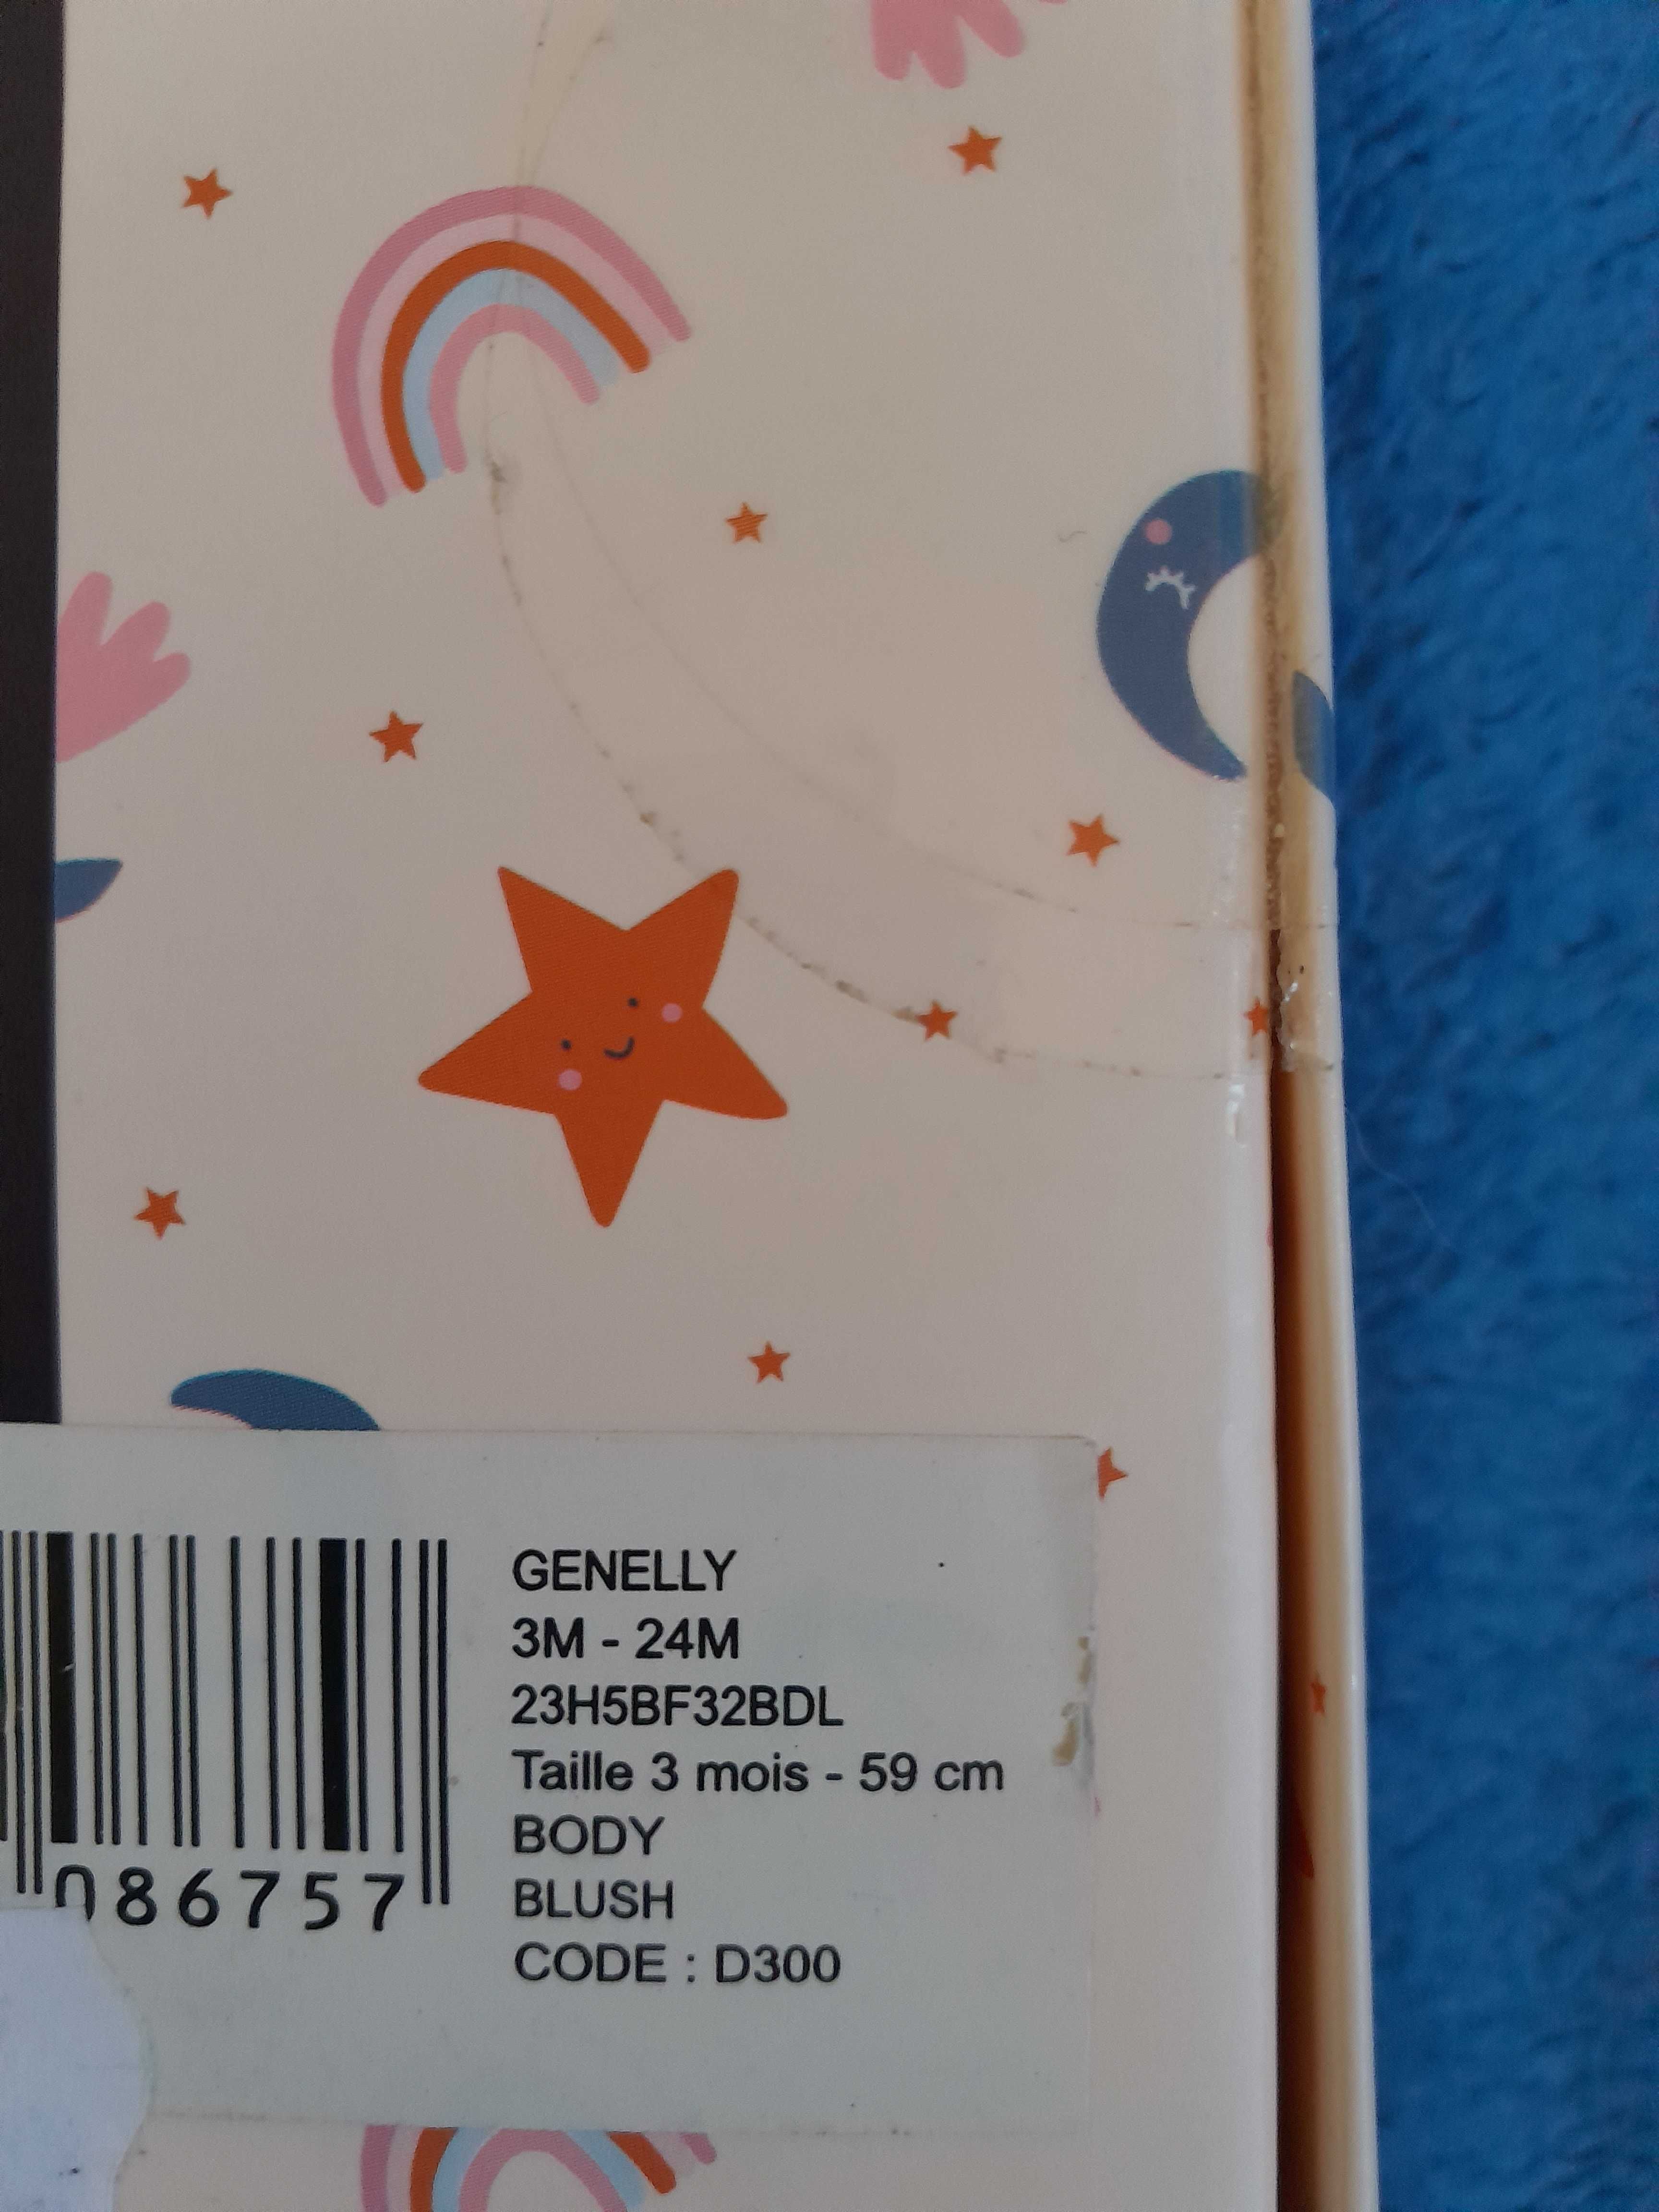 GENELLY
3M - 24M
23H5BF32BDL
Taille 3 mois - 59 cm
BODY
BLUSH
CODE : D300
086757